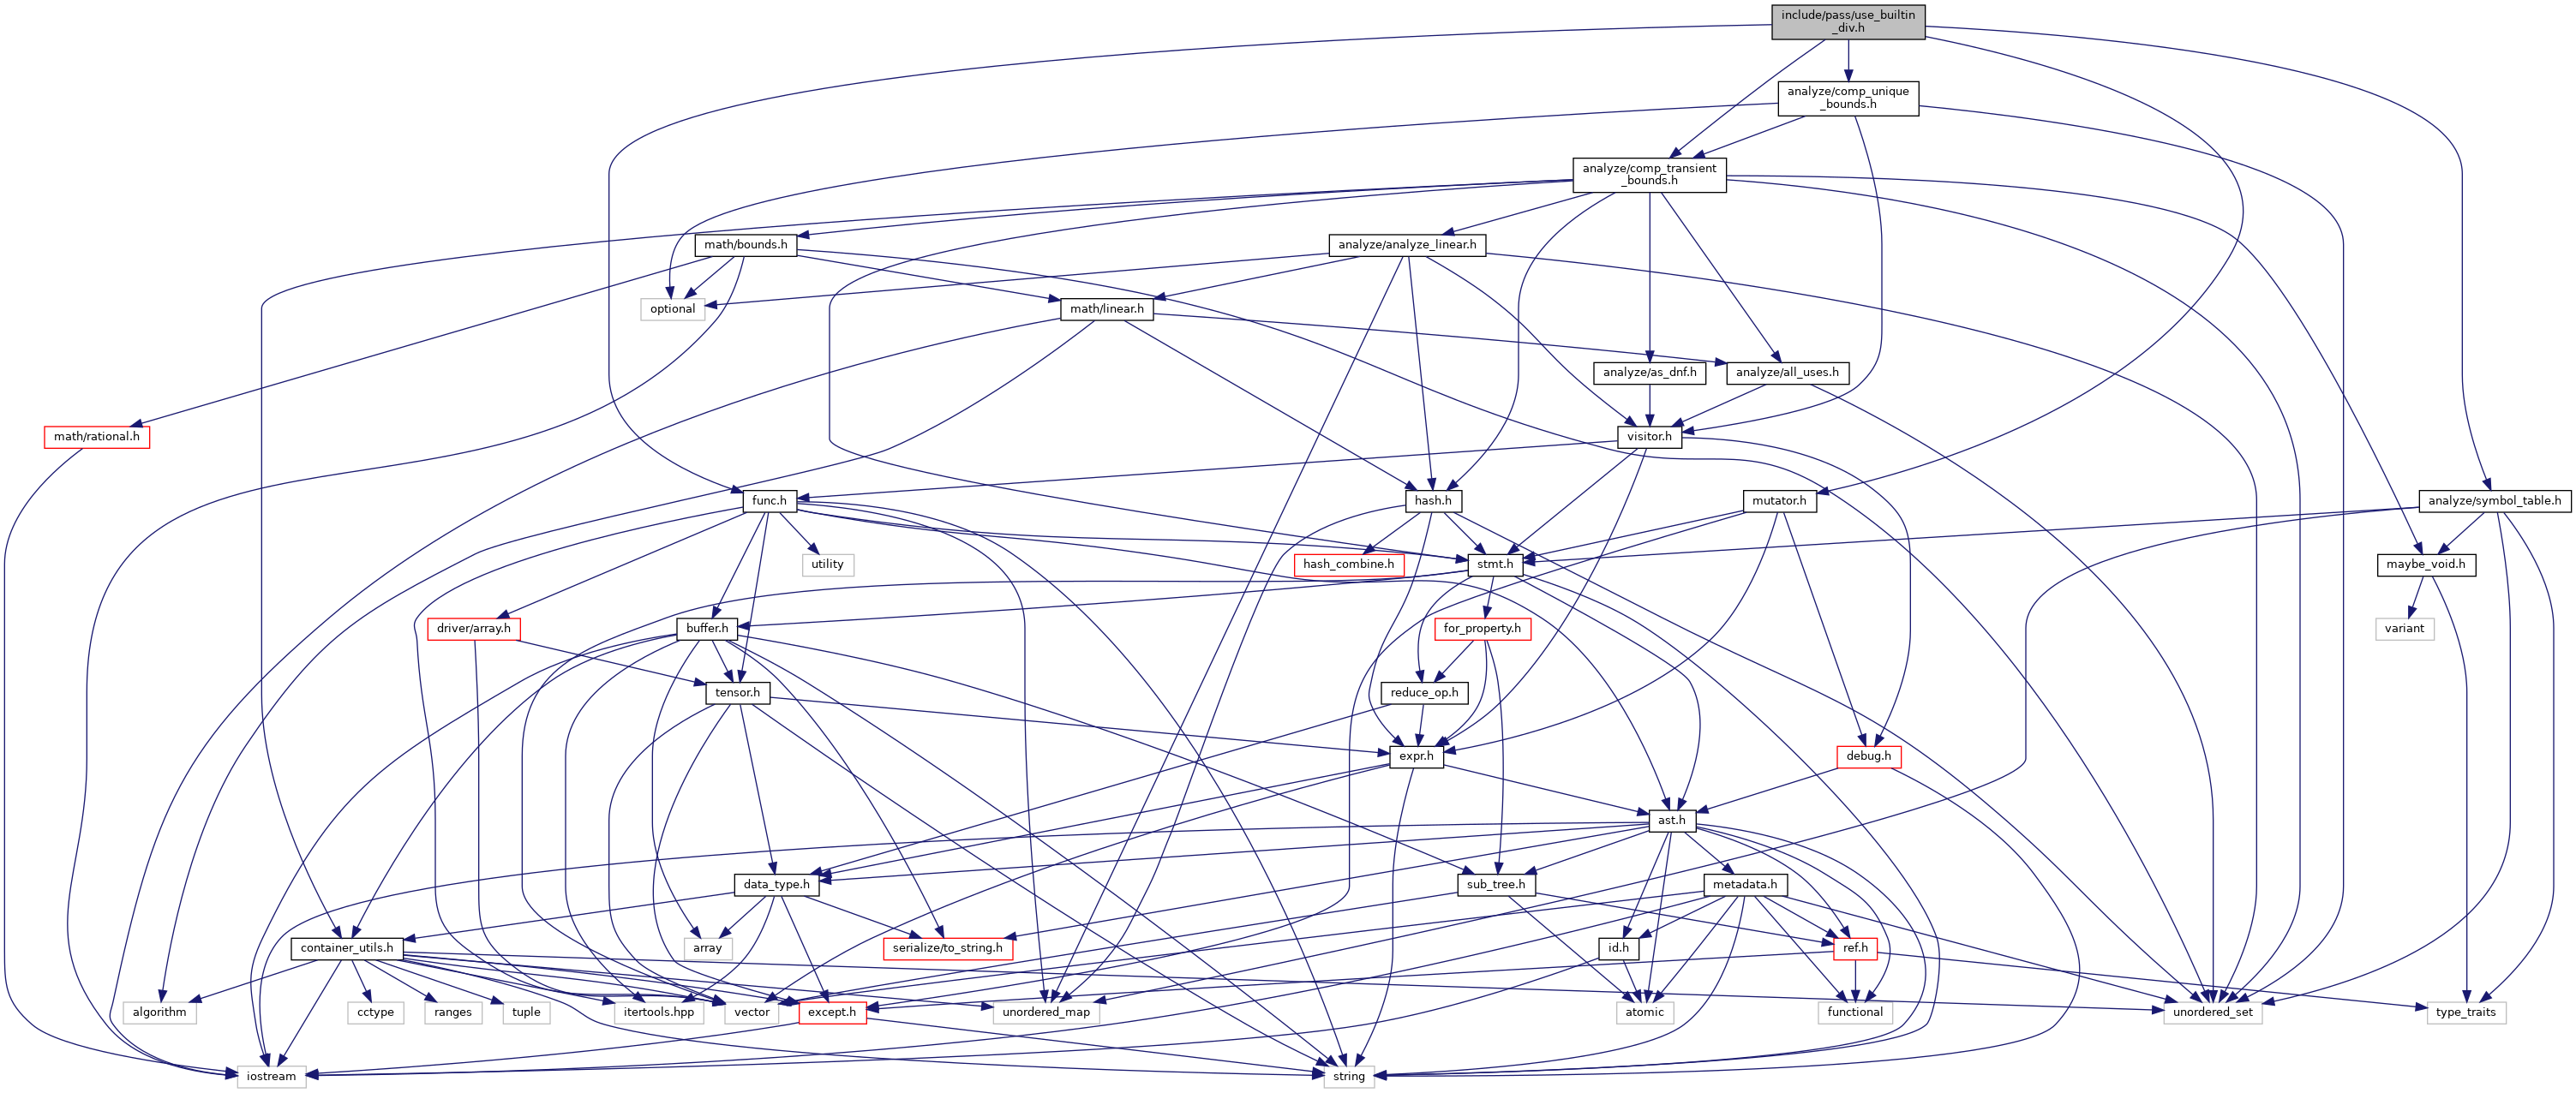 include/pass/use_builtin
_div.h
analyze/comp_unique
_bounds.h
analyze/comp_transient
_bounds.h
math/bounds.h
analyze/analyze_linear.h
optional
math/linear.h
analyze/as_dnf.h
analyze/all_uses.h
math/rational.h
visitor.h
func.h
hash.h
mutator.h
analyze/symbol_table.h
utility
hash_combine.h
stmt.h
maybe_void.h
driver/array.h
buffer.h
for_property.h
variant
tensor.h
reduce_op.h
expr.h
debug.h
ast.h
data_type.h
sub_tree.h
metadata.h
container_utils.h
array
serialize/to_string.h
id.h
ref.h
algorithm
cctype
ranges
tuple
itertools.hpp
vector
except.h
unordered_map
atomic
functional
unordered_set
type_traits
iostream
string